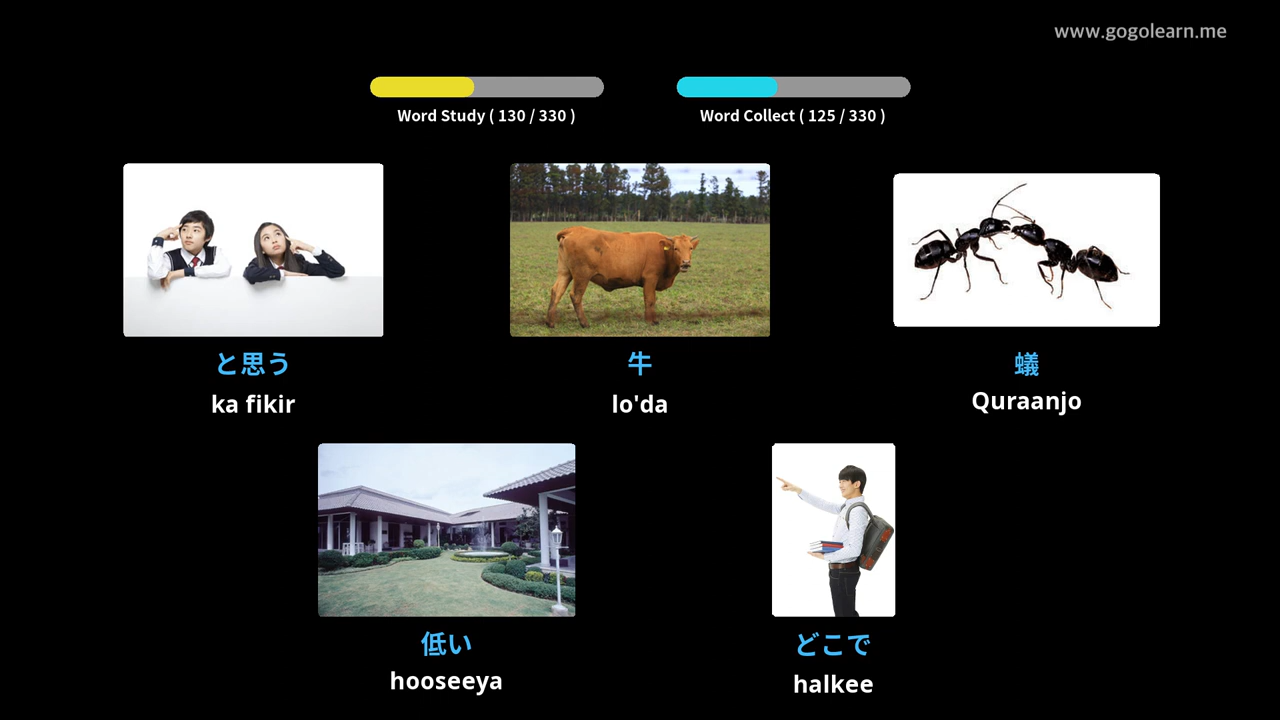 www.gogolearn.me
Word Study ( 130 / 330 )
Word Collect ( 125 / 330 )
と思う
ka fikir
牛
lo'da
蟻
Quraanjo
低い
hooseeya
どこで
halkee